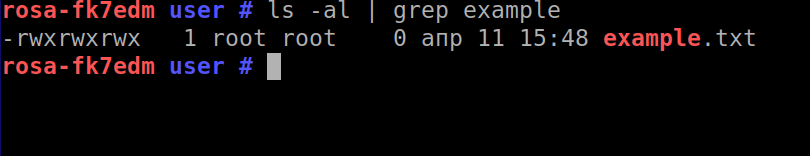 rosa-fk7edm user # ls -al | grep example
-rwxrwxrwx   1 root root     0 апр 11 15:48 example.txt
rosa-fk7edm user #